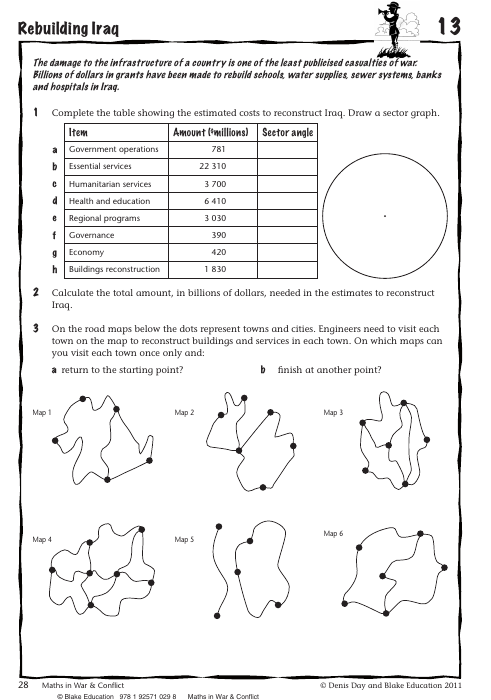 Rebuilding Iraq
13
The damage to the infrastructure of a country is one of the least publicised casualties of war.
Billions of dollars in grants have been made to rebuild schools, water supplies, sewer systems, banks
and hospitals in Iraq.
1 Complete the table showing the estimated costs to reconstruct Iraq. Draw a sector graph.
Item Amount ($millions) Sector angle
a Government operations 781
b Essential services 22 310
c Humanitarian services 3 700
d Health and education 6 410
e Regional programs 3 030
f Governance 390
g Economy 420
h Buildings reconstruction 1 830
2 Calculate the total amount, in billions of dollars, needed in the estimates to reconstruct
Iraq.
3 On the road maps below the dots represent towns and cities. Engineers need to visit each
town on the map to reconstruct buildings and services in each town. On which maps can
you visit each town once only and:
a return to the starting point? b finish at another point?
Map 1 Map 2 Map 3
Map 4 Map 5 Map 6
28 Maths in War & Conflict © Denis Day and Blake Education 2011
© Blake Education 978 1 92571 029 8 Maths in War & Conflict